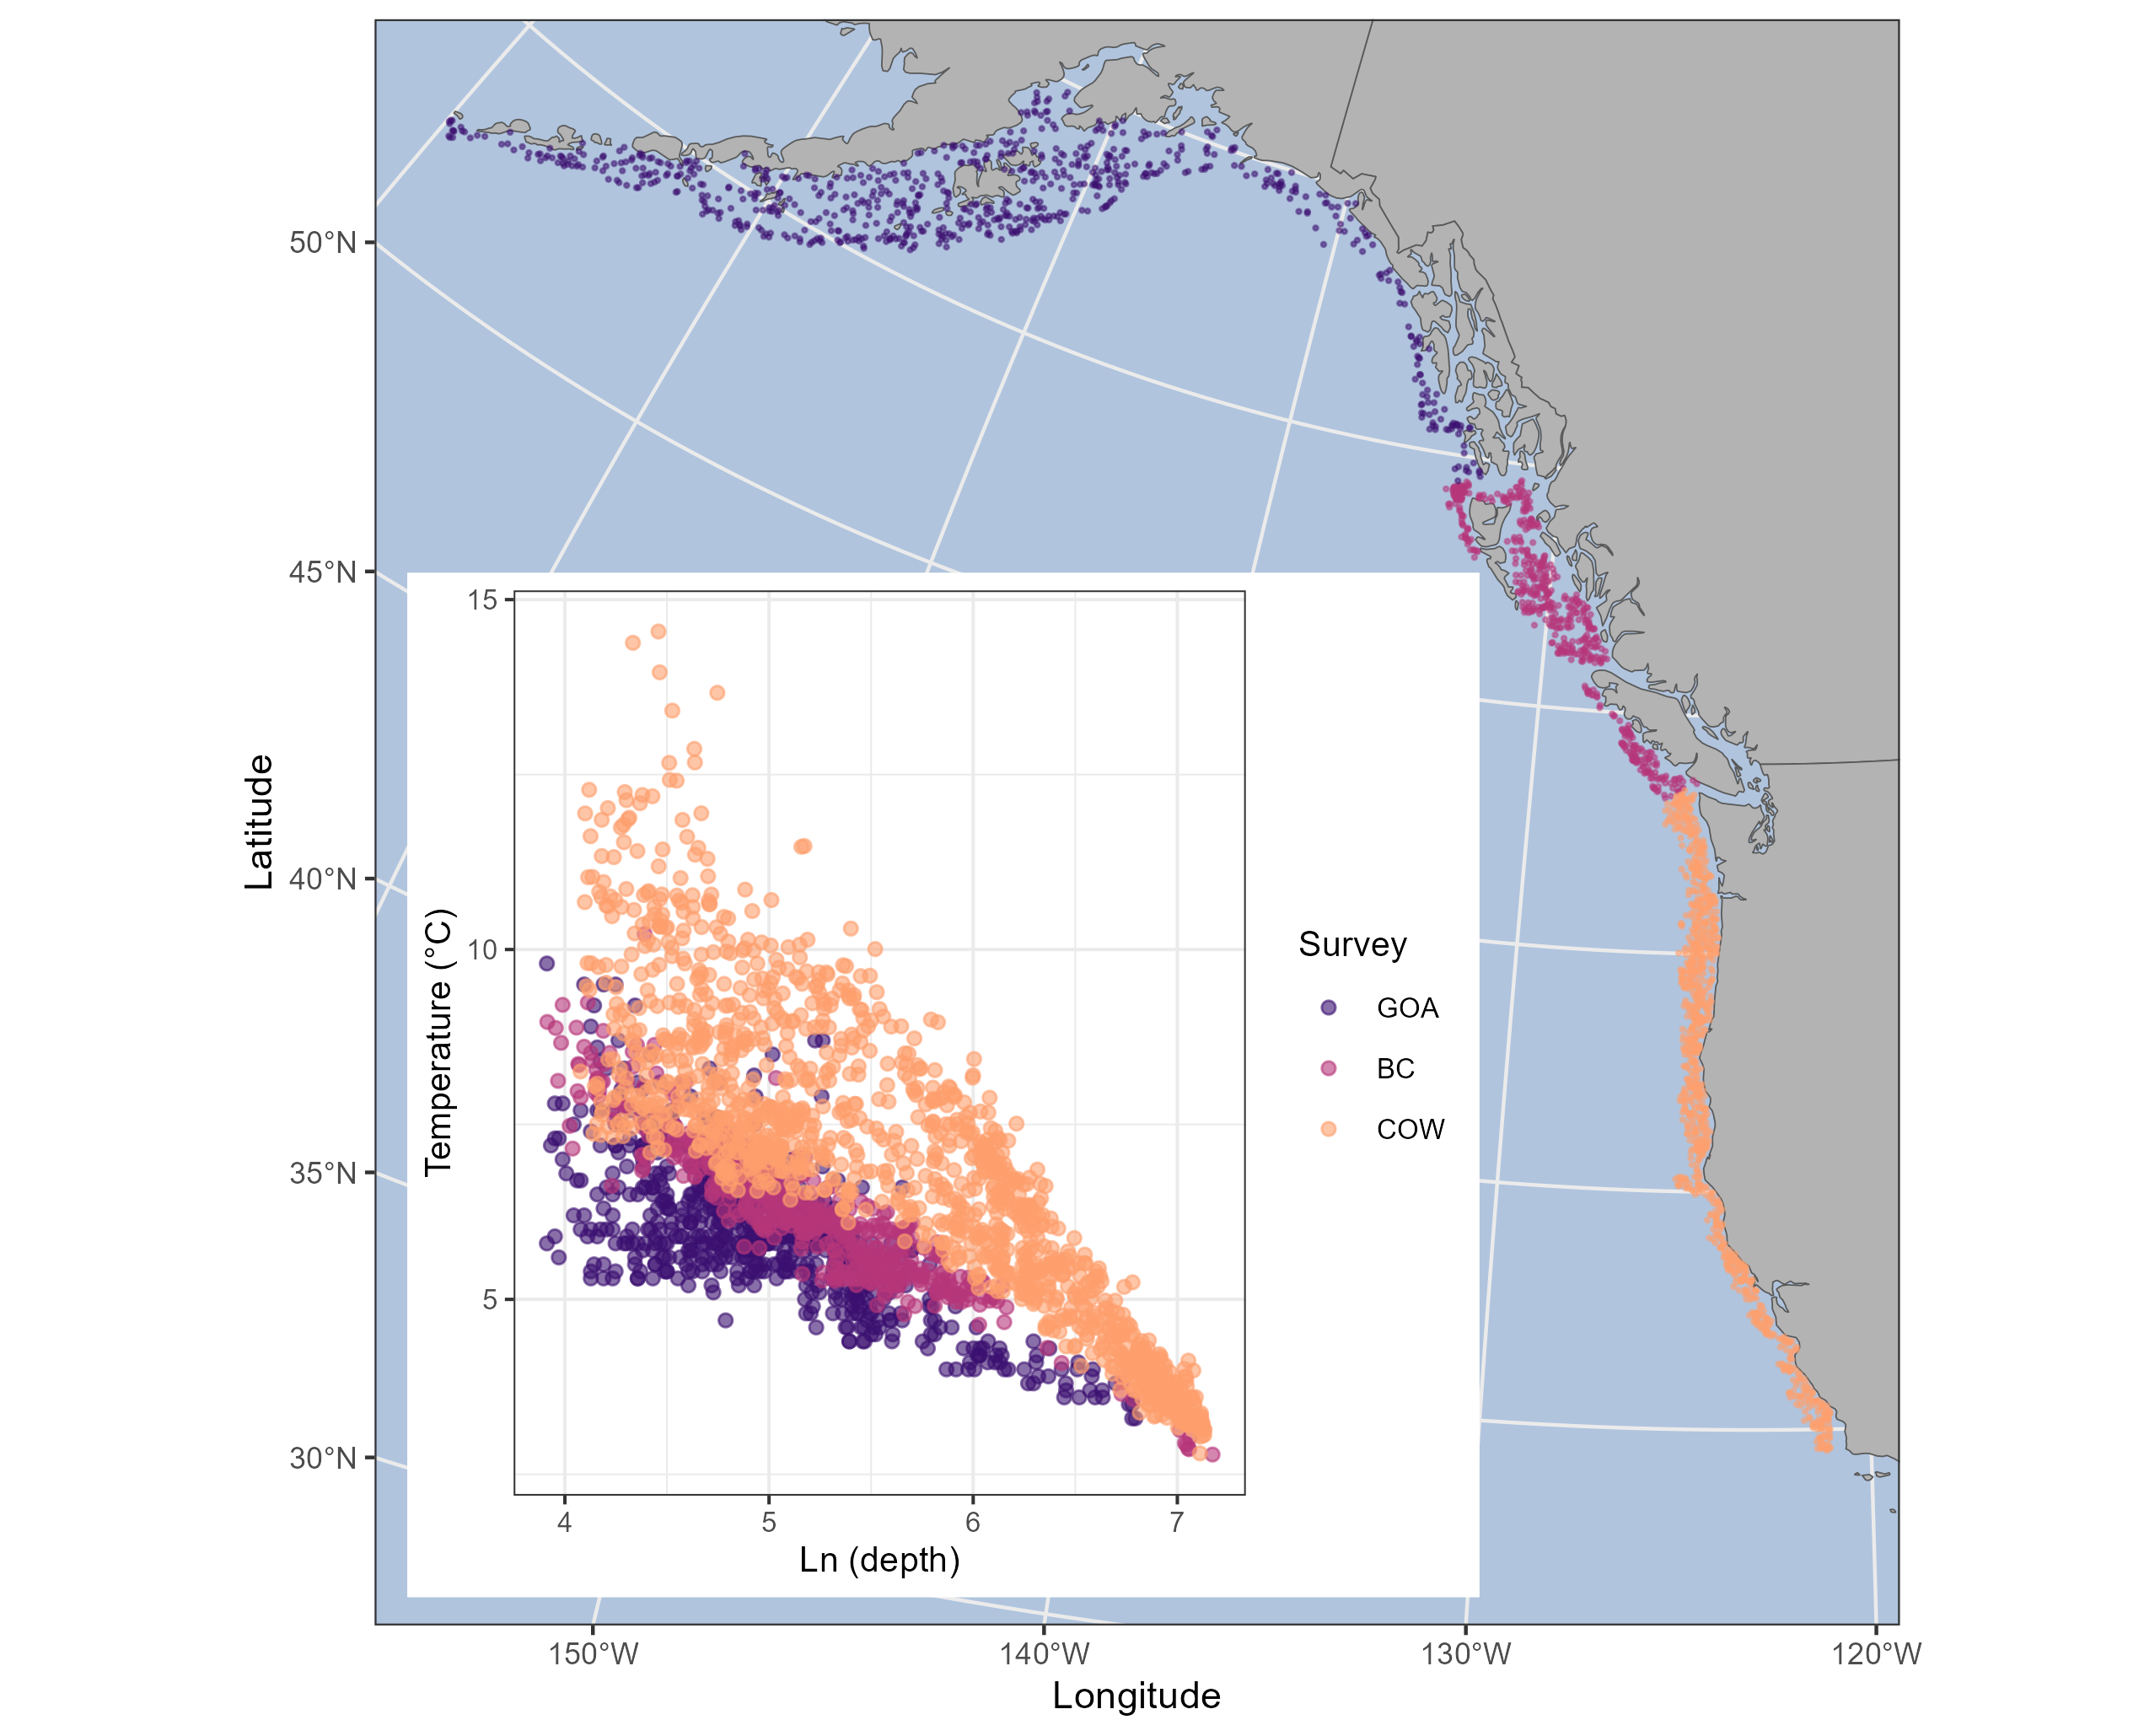 50°N
45°N
40°N
35°N
30°N
Latitude
150°W
140°W
130°W
120°W
Longitude
15
10
5
Temperature (°C)
4
5
6
7
Ln (depth)
Survey
GOA
BC
COW